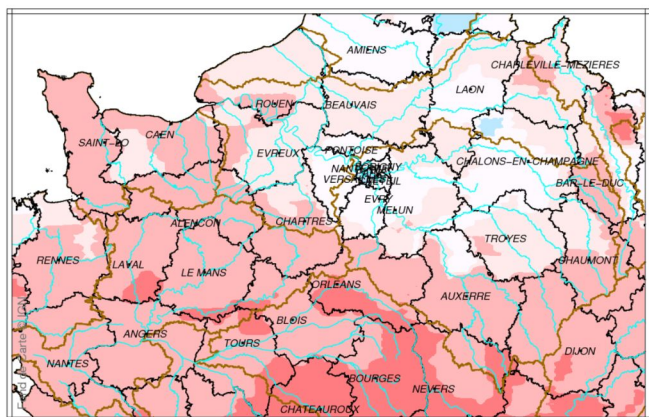 AMIENS
CHARLEVILLE-MEZIERES
LAON
ROUEN
BEAUVAIS
SAINT-LO
CAEN
EVREUX
PONTOISE
CHALONS-EN-CHAMPAGNE
BAR-LE-DUC
EVRY
MELUN
ALENCON
CHARTRES
TROYES
CHAUMONT
RENNES
LAVAL
LE MANS
ORLEANS
AUXERRE
BLOIS
ANGERS
TOURS
DIJON
NANTES
BOURGES
NEVERS
CHATEAUROUX